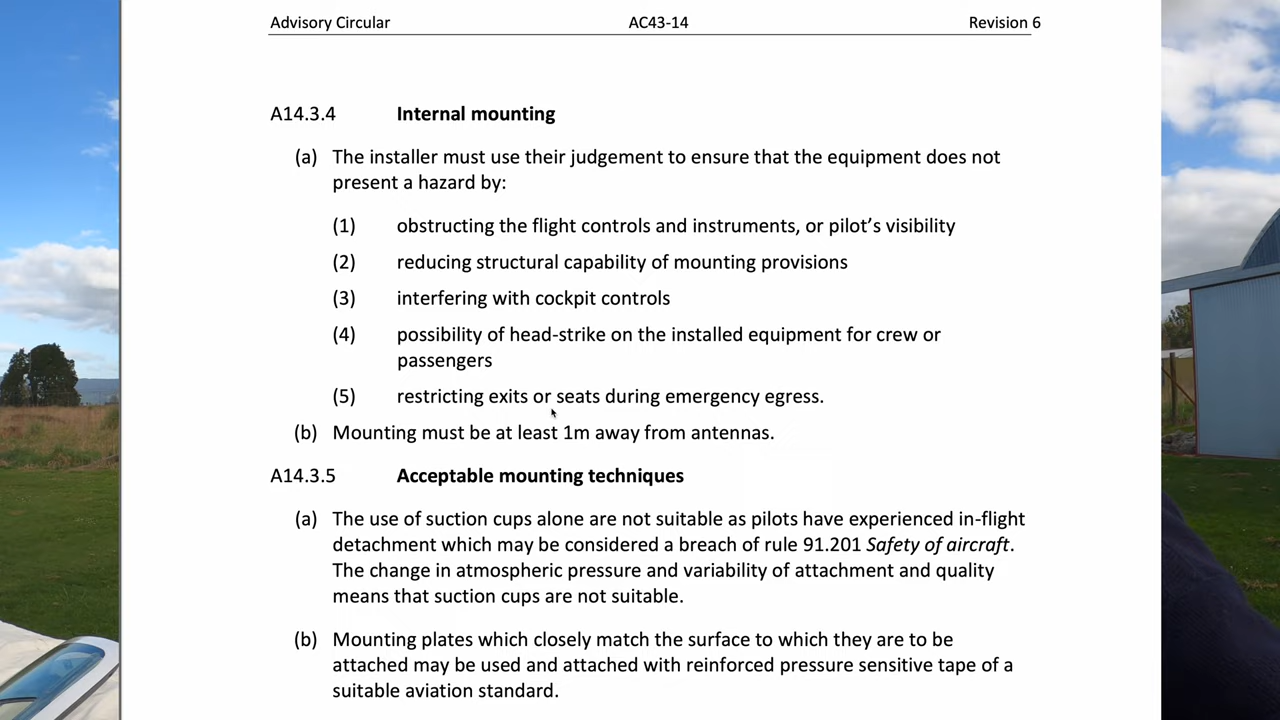 Advisory Circular AC43-14 Revision 6
A14.3.4 Internal mounting
(a) The installer must use their judgement to ensure that the equipment does not
present a hazard by:
(1) obstructing the flight controls and instruments, or pilot's visibility
(2) reducing structural capability of mounting provisions
(3) interfering with cockpit controls
(4) possibility of head-strike on the installed equipment for crew or
passengers
(5) restricting exits or seats during emergency egress.
(b) Mounting must be at least 1m away from antennas.
A14.3.5 Acceptable mounting techniques
(a) The use of suction cups alone are not suitable as pilots have experienced in-flight
detachment which may be considered a breach of rule 91.201 Safety of aircraft.
The change in atmospheric pressure and variability of attachment and quality
means that suction cups are not suitable.
(b) Mounting plates which closely match the surface to which they are to be
attached may be used and attached with reinforced pressure sensitive tape of a
suitable aviation standard.